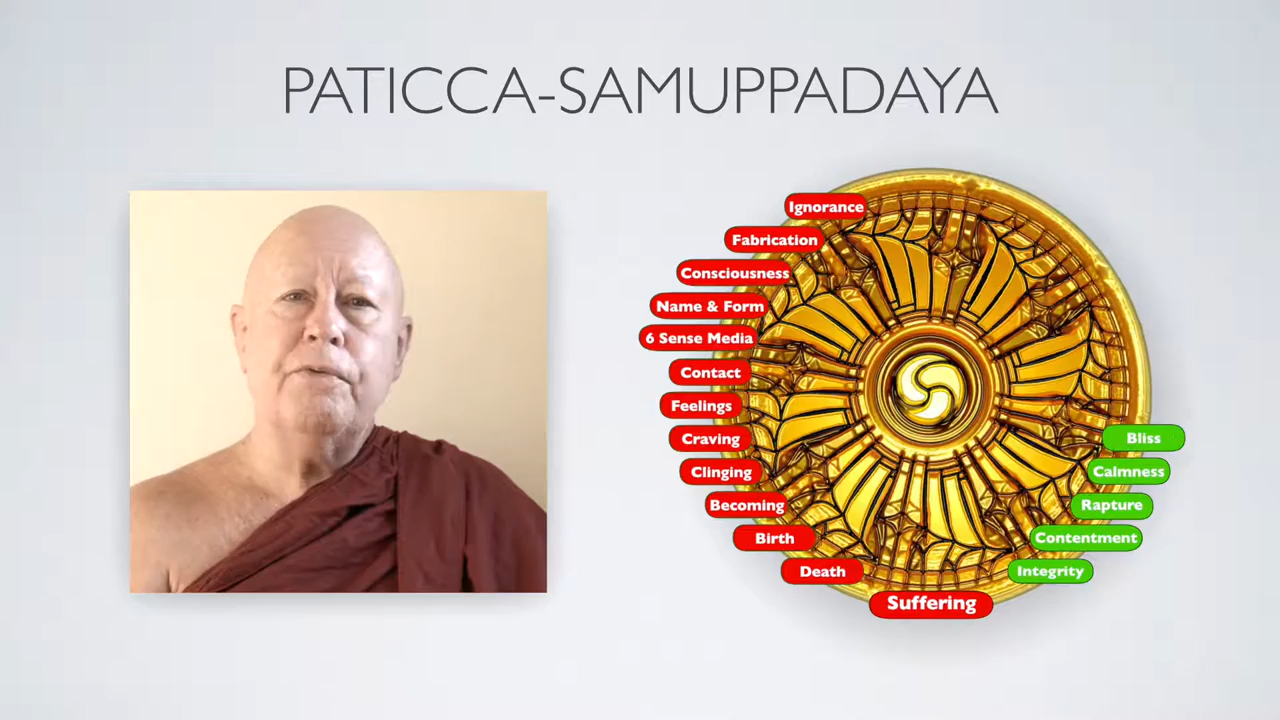 PATICCA-SAMUPPADAYA
Ignorance
Fabrication
Consciousness
Name & Form
6 Sense Media
Contact
Feelings
Craving
Clinging
Becoming
Birth
Death
Suffering
Integrity
Contentment
Rapture
Calmness
Bliss